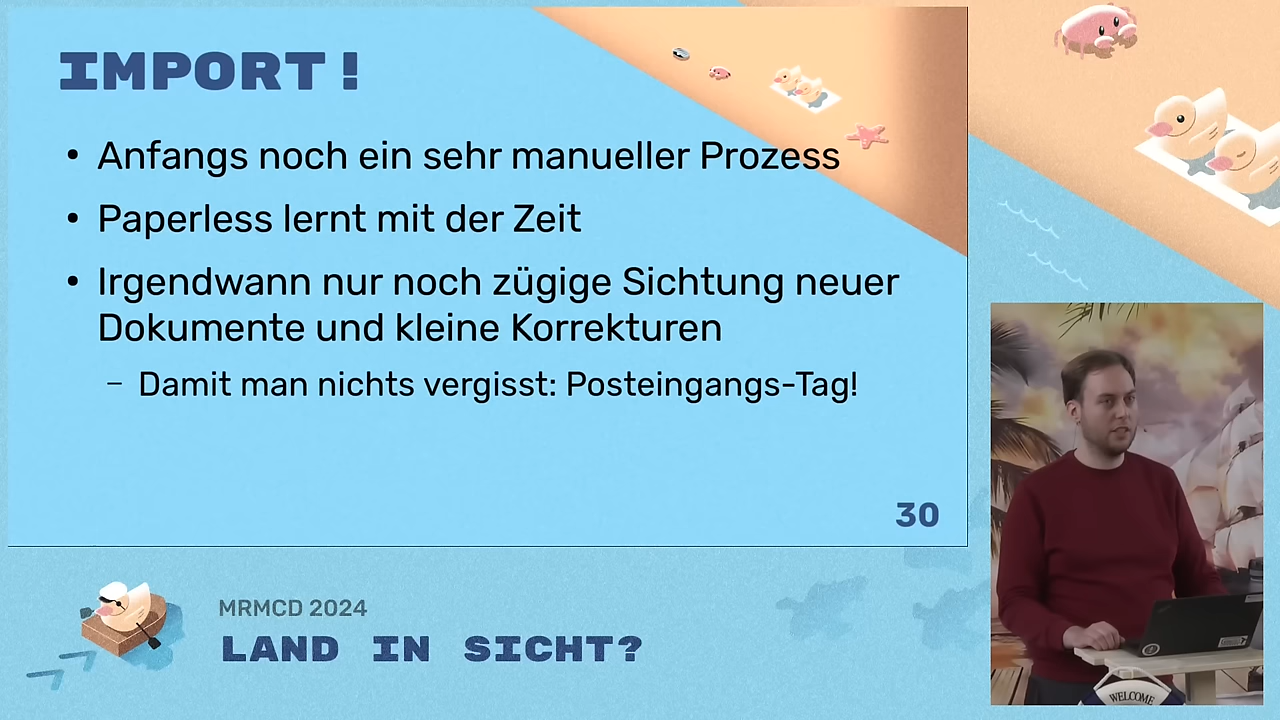 IMPORT!
• Anfangs noch ein sehr manueller Prozess
• Paperless lernt mit der Zeit
• Irgendwann nur noch zügige Sichtung neuer
Dokumente und kleine Korrekturen
– Damit man nichts vergisst: Posteingangs-Tag!
30
MRMCD 2024
LAND IN SICHT?
WELCOME